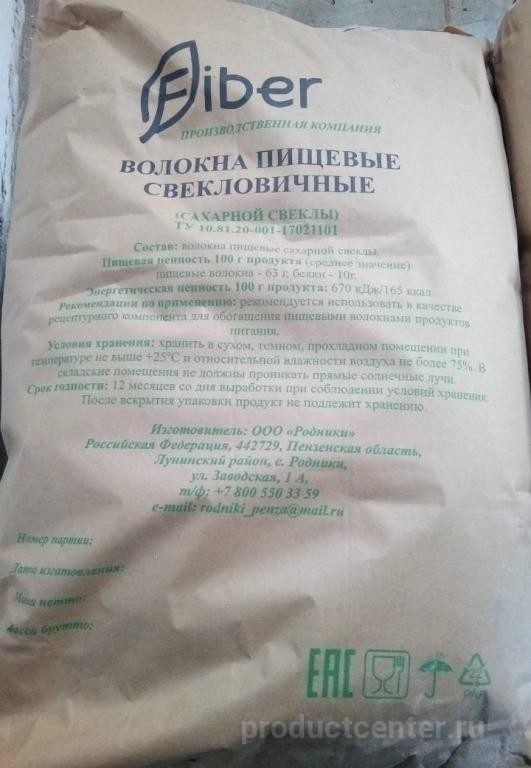 Fiber
ПРОИЗВОДСТВЕННАЯ КОМПАНИЯ
ВОЛОКНА ПИЩЕВЫЕ
СВЕКЛОВИЧНЫЕ
(САХАРНОЙ СВЕКЛЫ)
ТУ 10.81.20-001-17021101
Состав: волокна пищевые сахарной свеклы.
Пищевая ценность 100 г продукта (среднее значение):
пищевые волокна - 63 г, белки - 10г.
Энергетическая ценность 100 г продукта: 670 кДж/165 ккал.
Рекомендации по применению: рекомендуется использовать в качестве
рецептурного компонента для обогащения пищевыми волокнами продуктов
питания.
Условия хранения: хранить в сухом, темном, прохладном помещении при
температуре не выше +25°С и относительной влажности воздуха не более 75%. В
складские помещения не должны проникать прямые солнечные лучи.
Срок годности: 12 месяцев со дня выработки при соблюдении условий хранения.
После вскрытия упаковки продукт не подлежит хранению.
Изготовитель: ООО «Родники»
Российская Федерация, 442729, Пензенская область,
Лунинский район, с. Родники,
ул. Заводская, 1 А,
т/ф: +7 800 550 33 59
e-mail: rodniki_penza@mail.ru
Номер партии:
Дата изготовления:
Масса нетто:
Масса брутто:
EAC
22
PAP
productcenter.ru